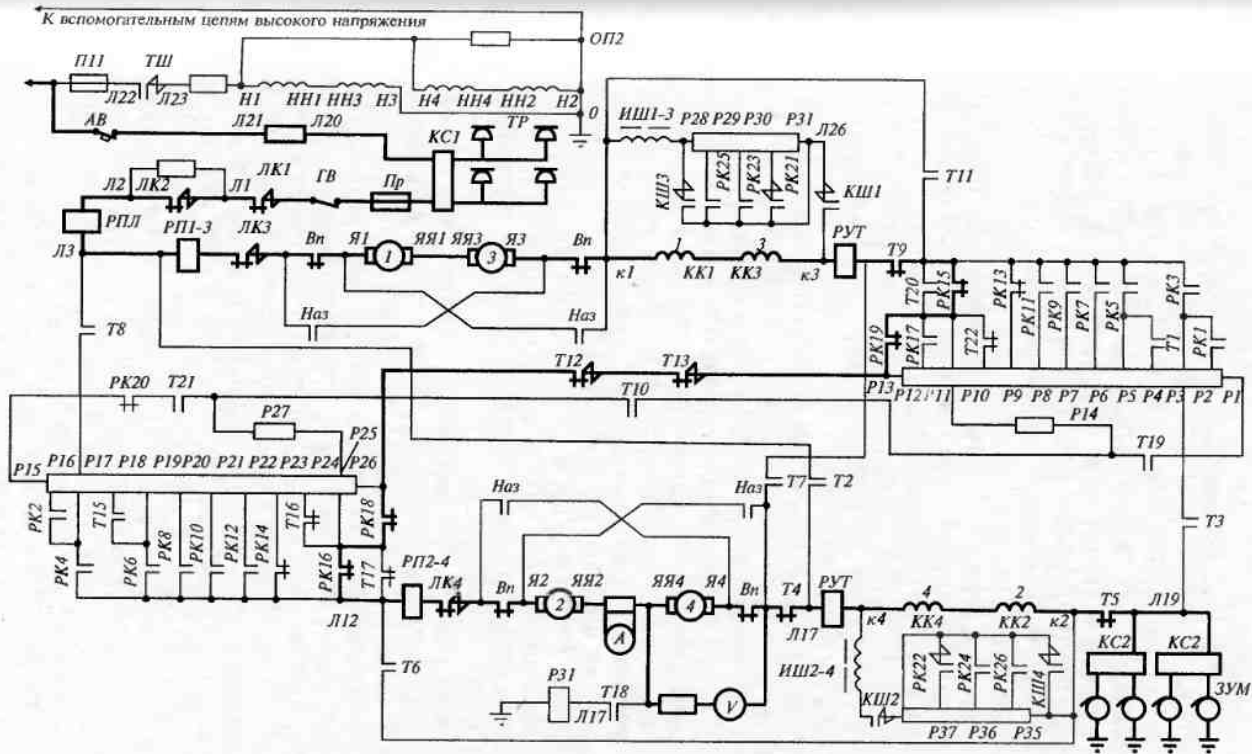 К вспомогательным цепям высокого напряжения
ОП2
П11 Л22 ТШ Л23
Н1 НН1 НН3 Н3 Н4 НН4 НН2 Н2
0
АВ Л21 Л20 КС1 ТР
ИШ1-3 Р28 Р29 Р30 Р31 Л26
КШ3 РК25 РК23 РК21 КШ1
Т11
Л2 ЛК2 Л1 ЛК1 ГВ Пр
РПЛ
РП1-3 ЛК3
Л3 Вп Я1 1 ЯЯ1 ЯЯ3 3 Я3 Вп
к1 1 КК1 3 КК3 к3 РУТ Т9
Т20 РК15 РК13 РК11 РК9 РК7 РК5 РК3
Наз Наз
Т8
РК19 РК17 Т22 Т1 РК1
Т12 Т13
Р13 Р12 Р11 Р10 Р9 Р8 Р7 Р6 Р5 Р4 Р3 Р2 Р1
РК20 Т21 Т10
Р27 Р14
Т19
Р25
Р15 Р16 Р17 Р18 Р19 Р20 Р21 Р22 Р23 Р24 Р26
Наз Наз Т7 Т2
РК2 Т15 Т16 РК18 Т3
РК4 РК6 РК8 РК10 РК12 РК14 РК16 Т17
РП2-4 ЛК4 Вп Я2 2 ЯЯ2 ЯЯ4 4 Я4 Вп Т4 РУТ
Л12 А Л17 к4 4 КК4 2 КК2 к2 Т5 Л19
Т6
КС2 КС2
ИШ2-4 РК22 РК24 РК26 КШ4
Р31 Т18 Л17 V КШ2
ЗУМ
Р37 Р36 Р35